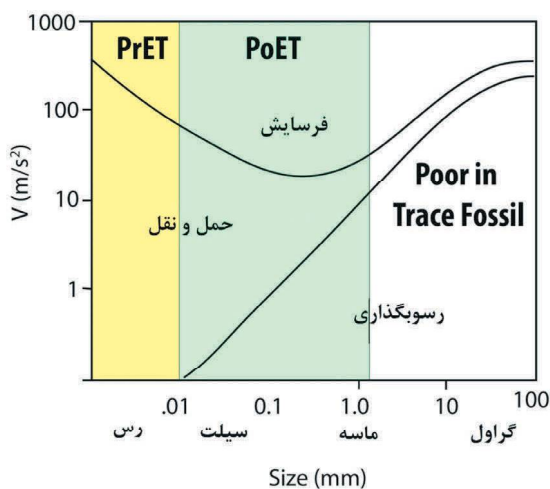 1000
100
10
1
V (m/s²)
PrET
PoET
فرسایش
حمل و نقل
Poor in
Trace Fossil
رسوبگذاری
.01
0.1
1.0
10
100
رس
سیلت
ماسه
گراول
Size (mm)